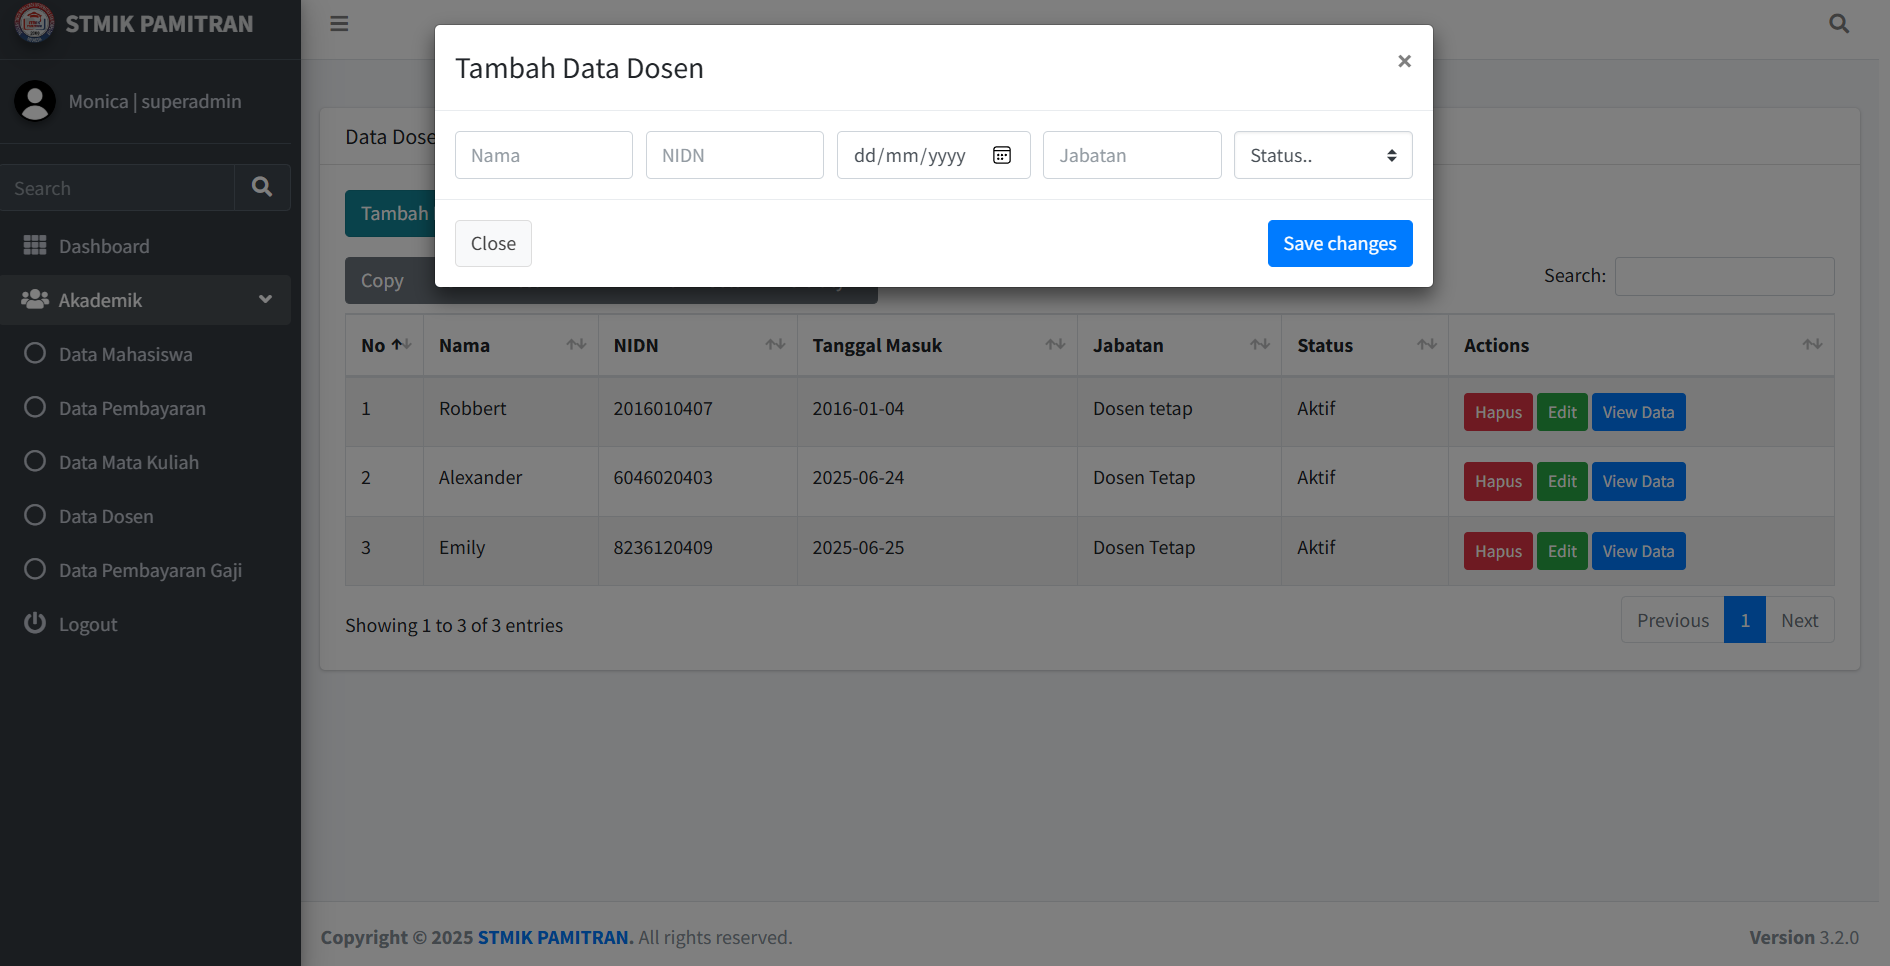 STMIK PAMITRAN
Monica | superadmin
Search
Dashboard
Akademik
Data Mahasiswa
Data Pembayaran
Data Mata Kuliah
Data Dosen
Data Pembayaran Gaji
Logout
Tambah Data Dosen
×
Nama NIDN dd/mm/yyyy Jabatan Status..
Close Save changes
Data Dose
Tambah
Copy
Search:
No Nama NIDN Tanggal Masuk Jabatan Status Actions
1 Robbert 2016010407 2016-01-04 Dosen tetap Aktif Hapus Edit View Data
2 Alexander 6046020403 2025-06-24 Dosen Tetap Aktif Hapus Edit View Data
3 Emily 8236120409 2025-06-25 Dosen Tetap Aktif Hapus Edit View Data
Showing 1 to 3 of 3 entries
Previous 1 Next
Copyright © 2025 STMIK PAMITRAN. All rights reserved.
Version 3.2.0